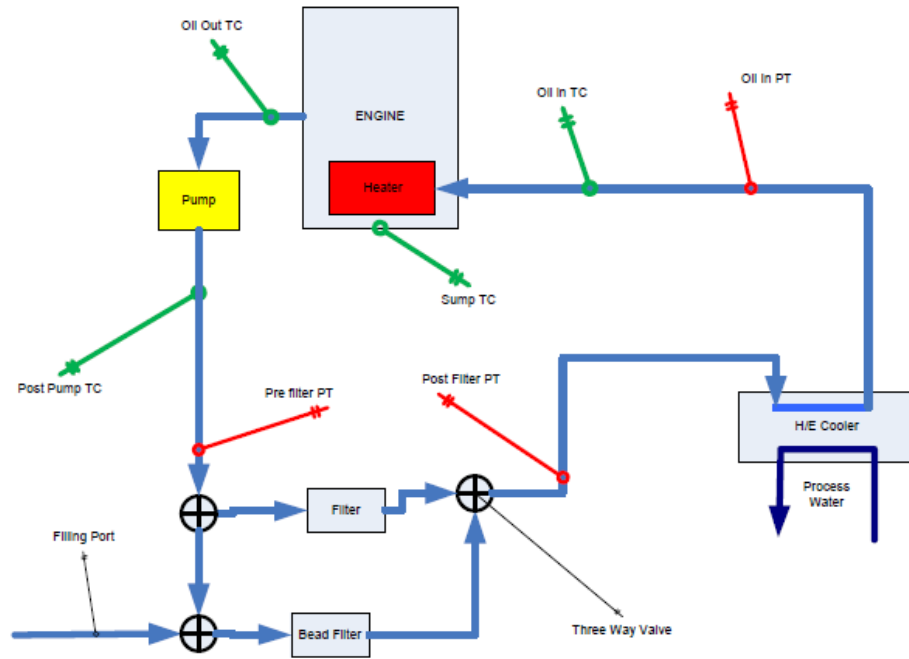 Oil Out TC
ENGINE
Oil In TC
Oil In PT
Heater
Pump
Sump TC
Post Pump TC
Pre filter PT
Post Filter PT
H/E Cooler
Process
Water
Filter
Filling Port
Bead Filter
Three Way Valve